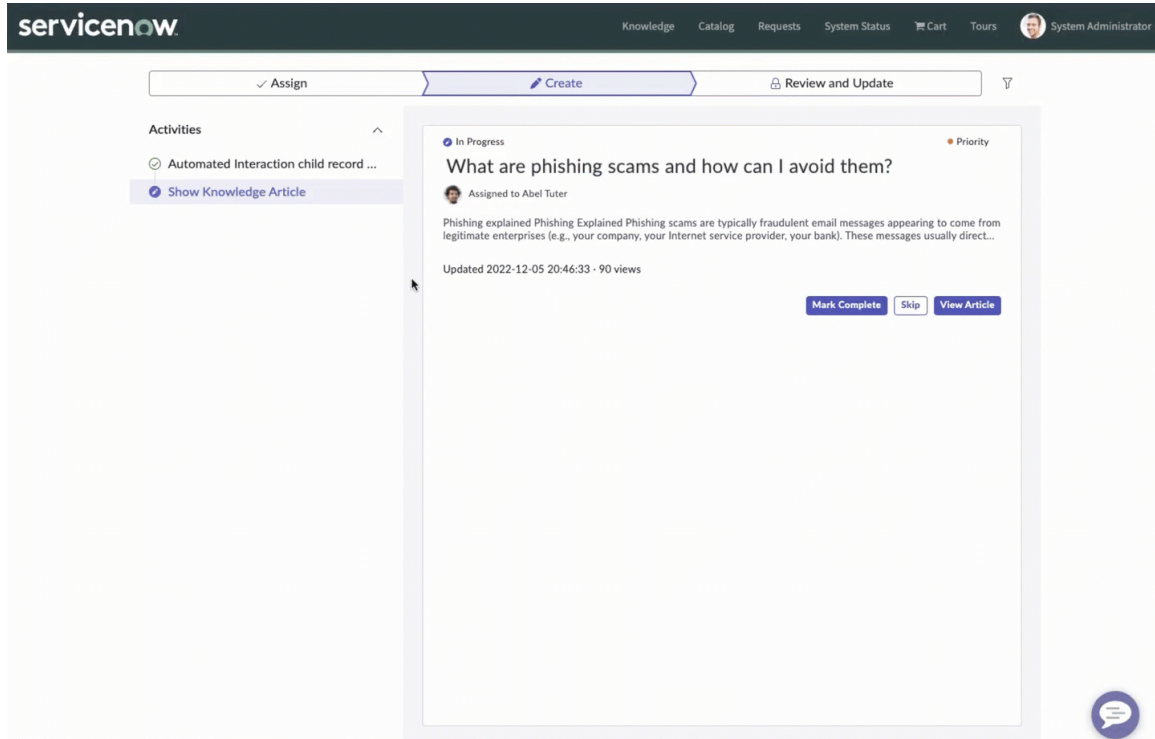 servicenow.
Knowledge Catalog Requests System Status Cart Tours System Administrator
Assign Create Review and Update
Activities
Automated Interaction child record ...
Show Knowledge Article
In Progress Priority
What are phishing scams and how can I avoid them?
Assigned to Abel Tuter
Phishing explained Phishing Explained Phishing scams are typically fraudulent email messages appearing to come from
legitimate enterprises (e.g., your company, your Internet service provider, your bank). These messages usually direct...
Updated 2022-12-05 20:46:33 · 90 views
Mark Complete Skip View Article